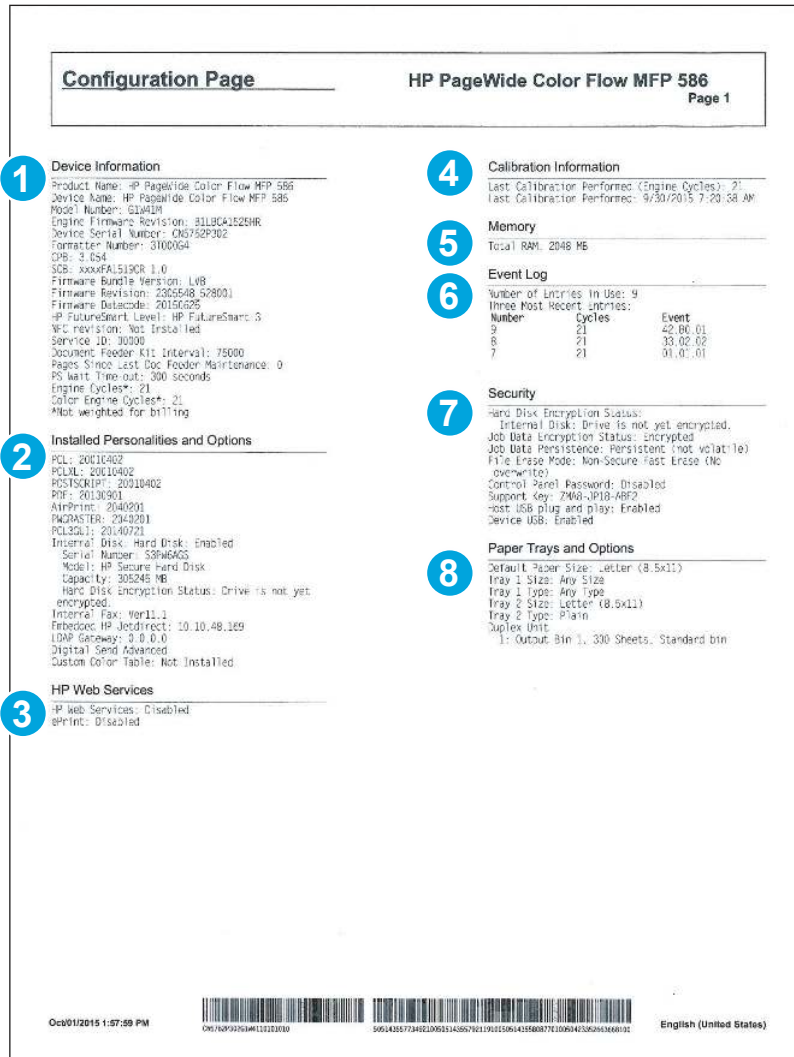 Configuration Page
HP PageWide Color Flow MFP 586
Page 1
1
Device Information
Product Name: HP PageWide Color Flow MFP 586
Device Name: HP PageWide Color Flow MFP 586
Model Number: G1W41M
Engine Firmware Revision:
Device Serial Number: CN5762P302
Formatter Number:
CPB: 3.054
SCB: xxxxFA1519CR 1.0
Firmware Bundle Version: LVB
Firmware Revision: 2305548 528001
Firmware Datecode: 20150625
HP FutureSmart Level: HP FutureSmart 3
NFC revision: Not Installed
Service ID: 00000
Document Feeder Kit Interval: 75000
Pages Since Last Doc Feeder Maintenance: 0
PS Wait Time-out: 300 seconds
Engine Cycles*: 21
Color Engine Cycles*: 21
*Not weighted for billing
2
Installed Personalities and Options
PCL: 20010402
PCLXL: 20010402
POSTSCRIPT: 20010402
PDF: 20130901
AirPrint: 2040201
PWGRASTER: 2040201
PCL3GUI: 20140721
Internal Disk: Hard Disk: Enabled
Serial Number: S3PW6AGS
Model: HP Secure Hard Disk
Capacity: 305245 MB
Hard Disk Encryption Status: Drive is not yet
encrypted.
Internal Fax: Ver11.1
Embedded HP Jetdirect: 10.10.48.169
LDAP Gateway: 0.0.0.0
Digital Send Advanced
Custom Color Table: Not Installed
3
HP Web Services
HP Web Services: Disabled
ePrint: Disabled
4
Calibration Information
Last Calibration Performed (Engine Cycles): 21
Last Calibration Performed: 9/30/2015 7:20:38 AM
5
Memory
Total RAM: 2048 MB
6
Event Log
Number of Entries in Use: 9
Three Most Recent Entries:
Number Cycles Event
9 21 42.80.01
8 21 33.02.02
7 21 01.01.01
7
Security
Hard Disk Encryption Status:
Internal Disk: Drive is not yet encrypted.
Job Data Encryption Status: Encrypted
Job Data Persistence: Persistent (not volatile)
File Erase Mode: Non-Secure Fast Erase (No
overwrite)
Control Panel Password: Disabled
Support Key: ZMA8-JP18-ABF2
Host USB plug and play: Enabled
Device USB: Enabled
8
Paper Trays and Options
Default Paper Size: Letter (8.5x11)
Tray 1 Size: Any Size
Tray 1 Type: Any Type
Tray 2 Size: Letter (8.5x11)
Tray 2 Type: Plain
Duplex Unit
1: Output Bin 1, 300 Sheets, Standard bin
Oct/01/2015 1:57:59 PM
English (United States)